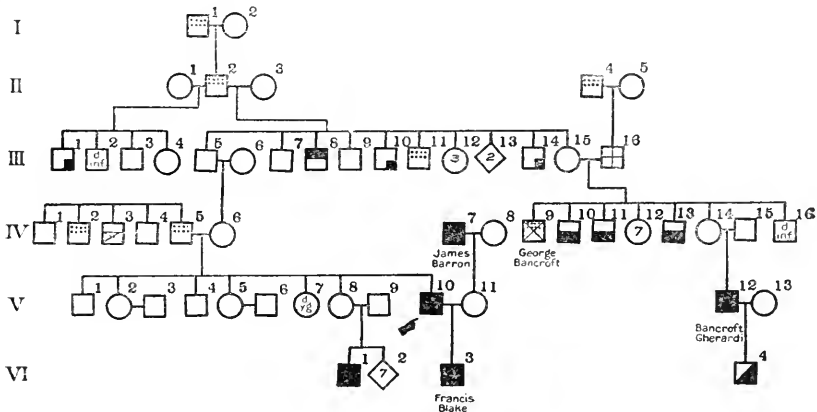 I 1 2
II 1 2 3 4 5
III 1 2 3 4 5 6 7 8 9 10 11 12 13 14 15 16
d 3 2
inf
IV 1 2 3 4 5 6 7 8 9 10 11 12 13 14 15 16
7 d
inf
James
Barron
George
Bancroft
V 1 2 3 4 5 6 7 8 9 10 11 12 13
d
yg
Bancroft
Gherardi
VI 1 2 3 4
7
Francis
Blake